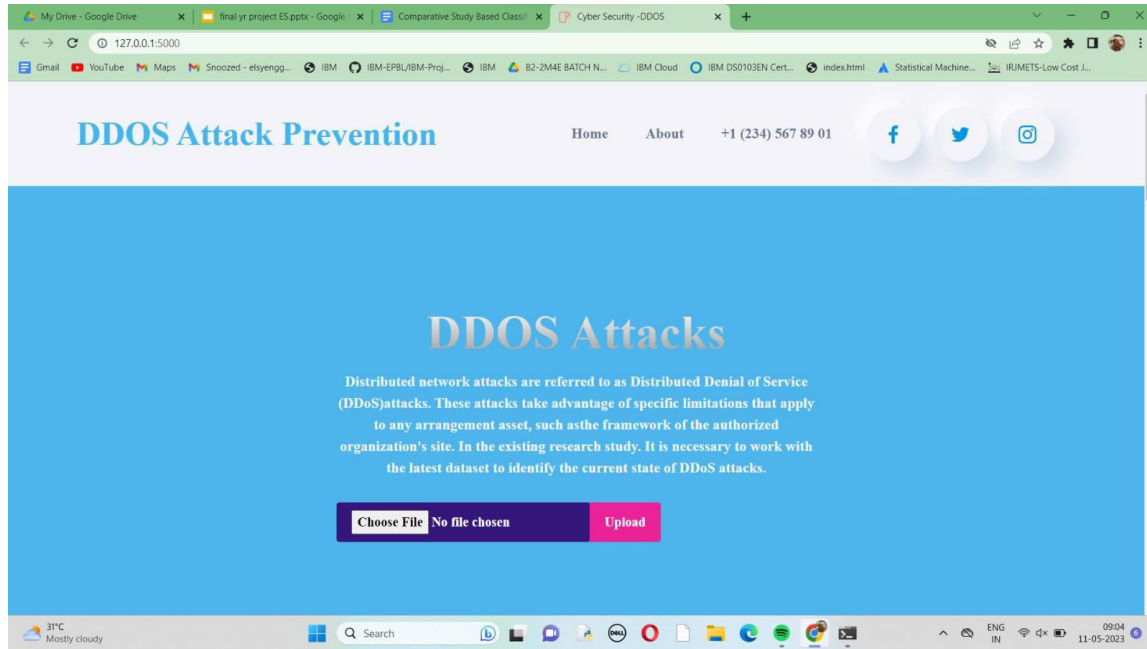 My Drive - Google Drive
final yr project ES.pptx - Google S
Comparative Study Based Classifi
Cyber Security -DDOS
127.0.0.1:5000
Gmail
YouTube
Maps
Snoozed - elsyengg...
IBM
IBM-EPBL/IBM-Proj...
IBM
B2-2M4E BATCH N...
IBM Cloud
IBM DS0103EN Cert...
index.html
Statistical Machine...
IRJMETS-Low Cost J...
DDOS Attack Prevention
Home
About
+1 (234) 567 89 01
DDOS Attacks
Distributed network attacks are referred to as Distributed Denial of Service
(DDoS)attacks. These attacks take advantage of specific limitations that apply
to any arrangement asset, such asthe framework of the authorized
organization's site. In the existing research study. It is necessary to work with
the latest dataset to identify the current state of DDoS attacks.
Choose File No file chosen
Upload
31°C
Mostly cloudy
Search
DELL
ENG
IN
09:04
11-05-2023
6